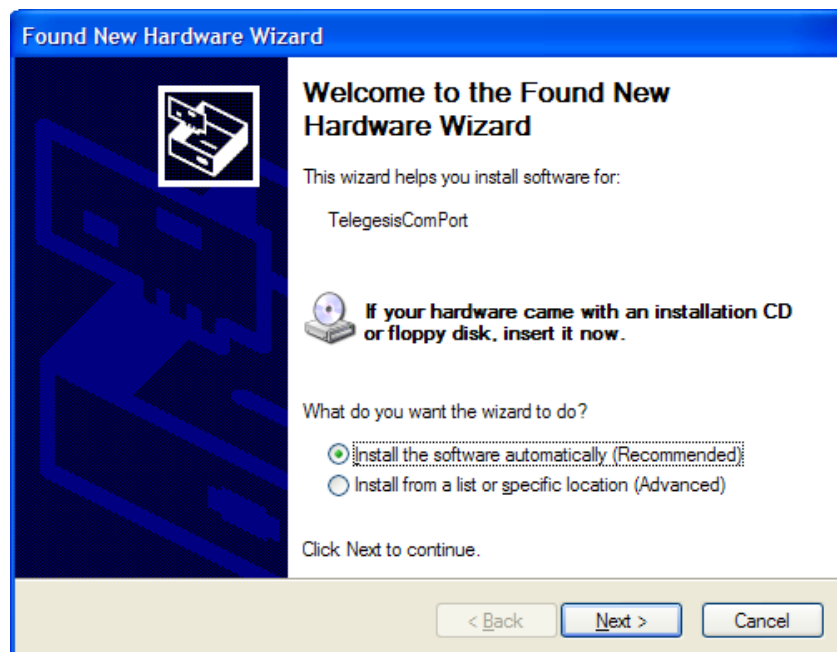 Found New Hardware Wizard
Welcome to the Found New
Hardware Wizard
This wizard helps you install software for:
TelegesisComPort
If your hardware came with an installation CD
or floppy disk, insert it now.
What do you want the wizard to do?
Install the software automatically (Recommended)
Install from a list or specific location (Advanced)
Click Next to continue.
< Back Next > Cancel